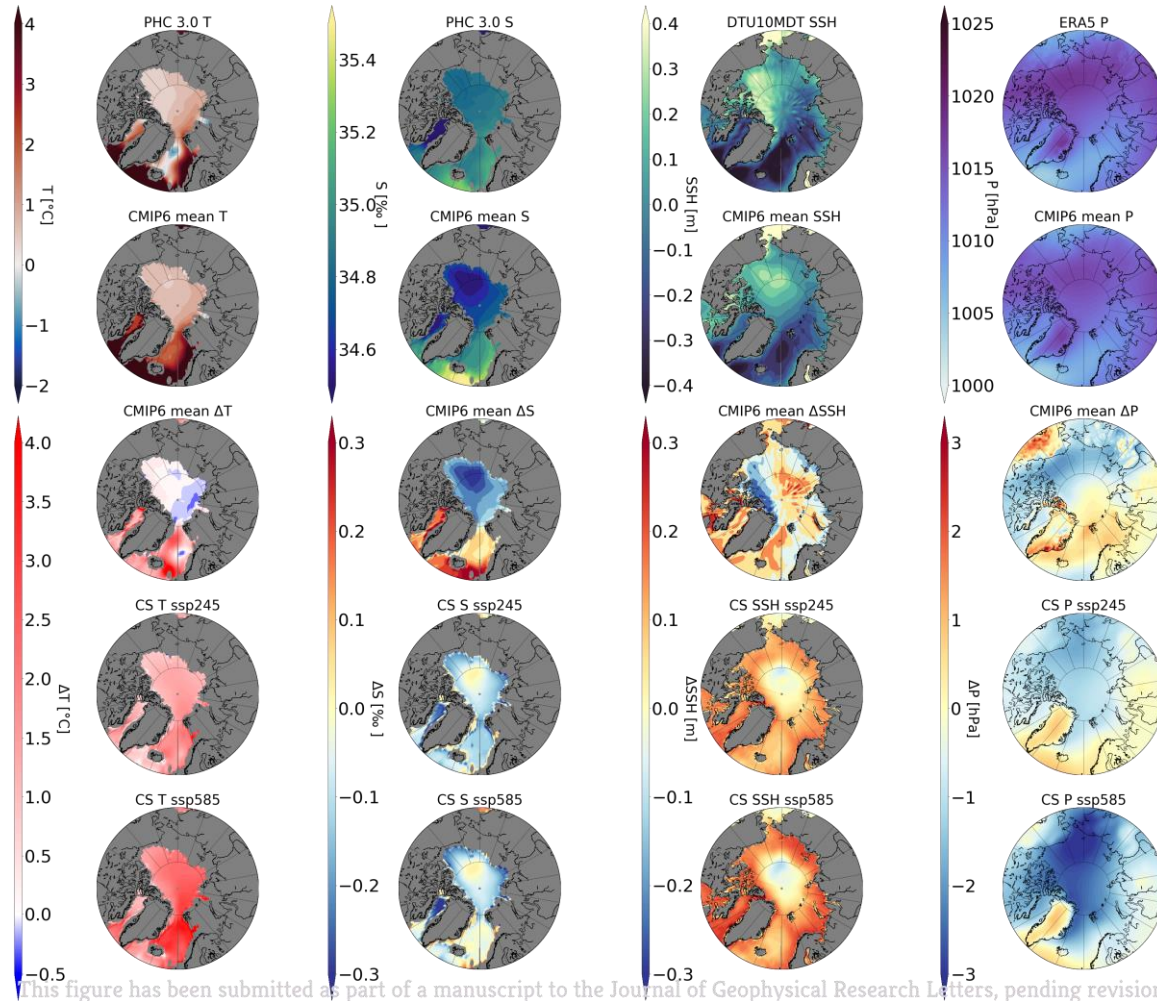 PHC 3.0 T
PHC 3.0 S
DTU10MDT SSH
ERA5 P
CMIP6 mean T
CMIP6 mean S
CMIP6 mean SSH
CMIP6 mean P
4
3
2
1
0
−1
−2
T [°C]
35.4
35.2
35.0
34.8
34.6
S [‰]
0.4
0.3
0.2
0.1
0.0
−0.1
−0.2
−0.3
−0.4
SSH [m]
1025
1020
1015
1010
1005
1000
P [hPa]
CMIP6 mean ΔT
CMIP6 mean ΔS
CMIP6 mean ΔSSH
CMIP6 mean ΔP
CS T ssp245
CS S ssp245
CS SSH ssp245
CS P ssp245
CS T ssp585
CS S ssp585
CS SSH ssp585
CS P ssp585
4.0
3.5
3.0
2.5
2.0
1.5
1.0
0.5
0.0
−0.5
ΔT [°C]
0.3
0.2
0.1
0.0
−0.1
−0.2
−0.3
ΔS [‰]
0.3
0.2
0.1
0.0
−0.1
−0.2
−0.3
ΔSSH [m]
3
2
1
0
−1
−2
−3
ΔP [hPa]
This figure has been submitted as part of a manuscript to the Journal of Geophysical Research Letters, pending revision